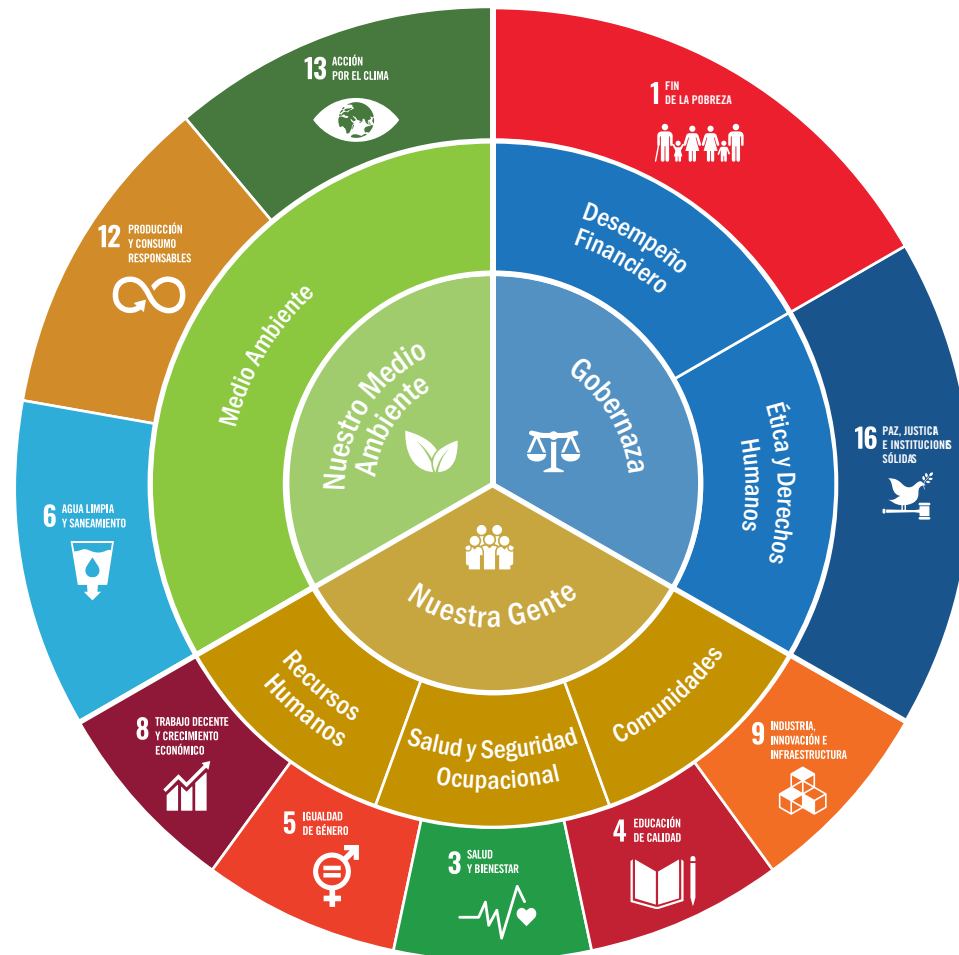 13 ACCIÓN
POR EL CLIMA
1 FIN
DE LA POBREZA
12 PRODUCCIÓN
Y CONSUMO
RESPONSABLES
Desempeño
Financiero
Medio Ambiente
Nuestro Medio
Ambiente
Gobernaza
Ética y Derechos
Humanos
16 PAZ, JUSTICA
E INSTITUCIONES
SÓLIDAS
6 AGUA LIMPIA
Y SANEAMIENTO
Nuestra Gente
Recursos
Humanos
Salud y Seguridad
Ocupacional
Comunidades
8 TRABAJO DECENTE
Y CRECIMIENTO
ECONÓMICO
9 INDUSTRIA,
INNOVACIÓN E
INFRAESTRUCTURA
5 IGUALDAD
DE GÉNERO
3 SALUD
Y BIENESTAR
4 EDUCACIÓN
DE CALIDAD